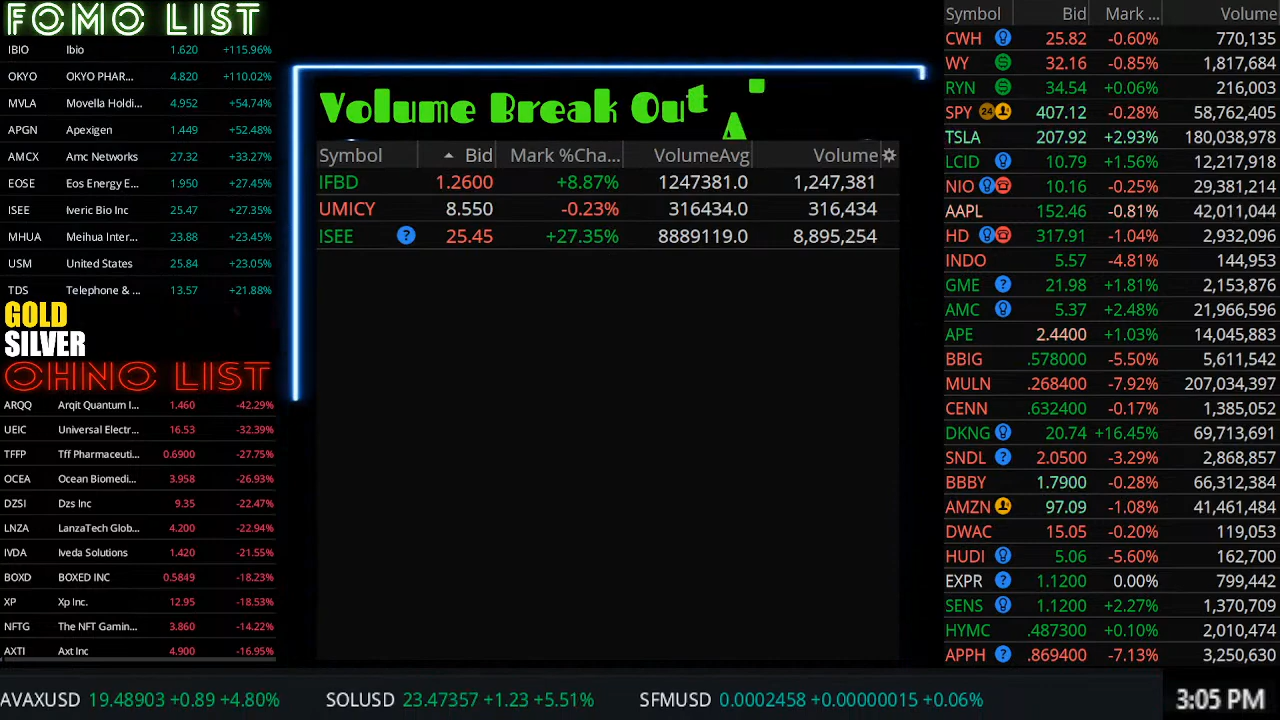 FOMO LIST
IBIO Ibio 1.620 +115.96%
OKYO OKYO PHAR... 4.820 +110.02%
MVLA Movella Holdi... 4.952 +54.74%
APGN Apexigen 1.449 +52.48%
AMCX Amc Networks 27.32 +33.27%
EOSE Eos Energy E... 1.950 +27.45%
ISEE Iveric Bio Inc 25.47 +27.35%
MHUA Meihua Inter... 23.88 +23.45%
USM United States 25.84 +23.05%
TDS Telephone & ... 13.57 +21.88%
GOLD
SILVER
OHNO LIST
ARQQ Arqit Quantum I... 1.460 -42.29%
UEIC Universal Electr... 16.53 -32.39%
TFFP Tff Pharmaceuti... 0.6900 -27.75%
OCEA Ocean Biomedi... 3.958 -26.93%
DZSI Dzs Inc 9.35 -22.47%
LNZA LanzaTech Glob... 4.200 -22.94%
IVDA Iveda Solutions 1.420 -21.55%
BOXD BOXED INC 0.5849 -18.23%
XP Xp Inc. 12.95 -18.53%
NFTG The NFT Gamin... 3.860 -14.22%
AXTI Axt Inc 4.900 -16.95%
Volume Break Out A
Symbol Bid Mark %Cha... VolumeAvg Volume
IFBD 1.2600 +8.87% 1247381.0 1,247,381
UMICY 8.550 -0.23% 316434.0 316,434
ISEE ? 25.45 +27.35% 8889119.0 8,895,254
Symbol Bid Mark ... Volume
CWH 25.82 -0.60% 770,135
WY 32.16 -0.85% 1,817,684
RYN 34.54 +0.06% 216,003
SPY 24 407.12 -0.28% 58,762,405
TSLA 207.92 +2.93% 180,038,978
LCID 10.79 +1.56% 12,217,918
NIO 10.16 -0.25% 29,381,214
AAPL 152.46 -0.81% 42,011,044
HD 317.91 -1.04% 2,932,096
INDO 5.57 -4.81% 144,953
GME ? 21.98 +1.81% 2,153,876
AMC 5.37 +2.48% 21,966,596
APE 2.4400 +1.03% 14,045,883
BBIG .578000 -5.50% 5,611,542
MULN .268400 -7.92% 207,034,397
CENN .632400 -0.17% 1,385,052
DKNG 20.74 +16.45% 69,713,691
SNDL ? 2.0500 -3.29% 2,868,857
BBBY 1.7900 -0.28% 66,312,384
AMZN 97.09 -1.08% 41,461,484
DWAC 15.05 -0.20% 119,053
HUDI 5.06 -5.60% 162,700
EXPR ? 1.1200 0.00% 799,442
SENS 1.1200 +2.27% 1,370,709
HYMC .487300 +0.10% 2,010,474
APPH ? .869400 -7.13% 3,250,630
AVAXUSD 19.48903 +0.89 +4.80% SOLUSD 23.47357 +1.23 +5.51% SFMUSD 0.0002458 +0.00000015 +0.06%
3:05 PM